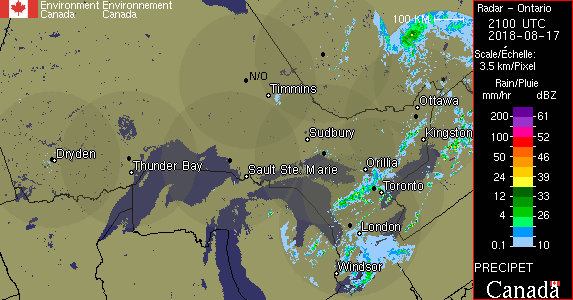 Environment Environnement
Canada Canada
100 KM
N/O
Timmins
Ottawa
Sudbury
Kingston
Dryden
Thunder Bay
Sault Ste. Marie
Orillia
Toronto
London
Windsor
Radar - Ontario
2100 UTC
2018-08-17
Scale/Échelle:
3.5 km/Pixel
Rain/Pluie
mm/hr dBZ
200 61
100 52
50 46
24 39
12 33
4 26
0.1 10
PRECIPET
Canada